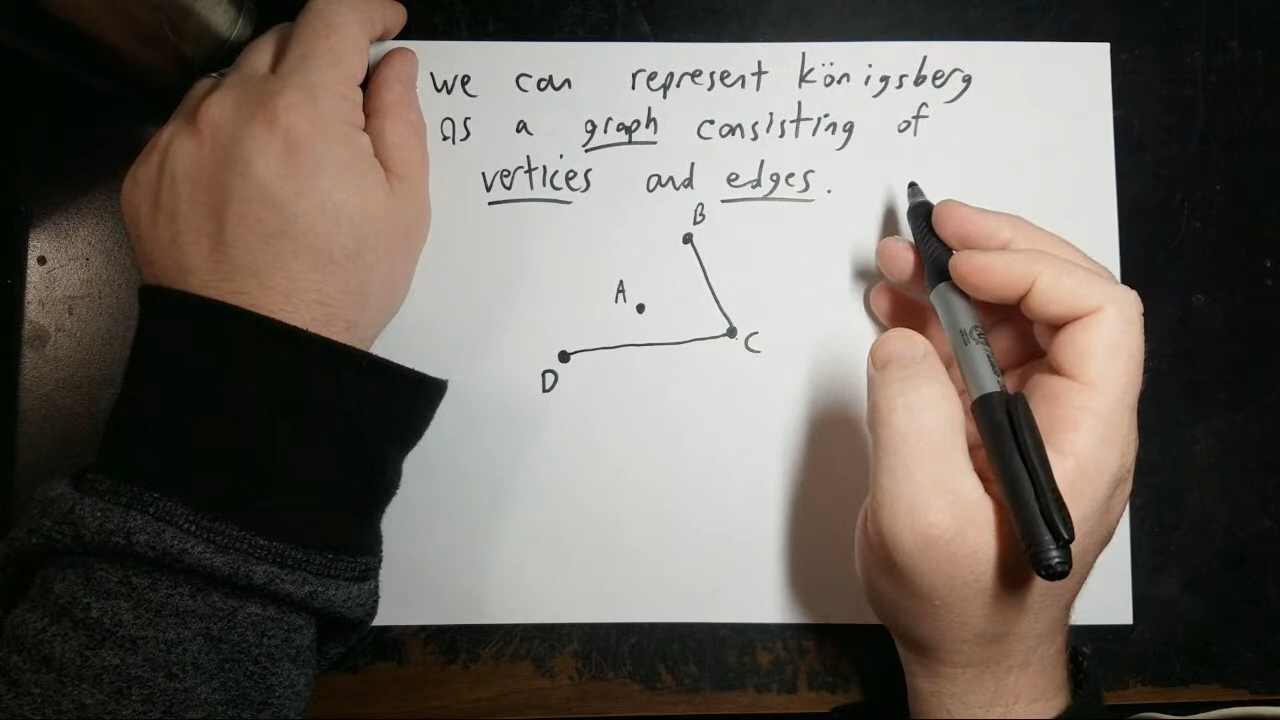 we can represent königsberg
as a graph consisting of
vertices and edges.
B
A
C
D